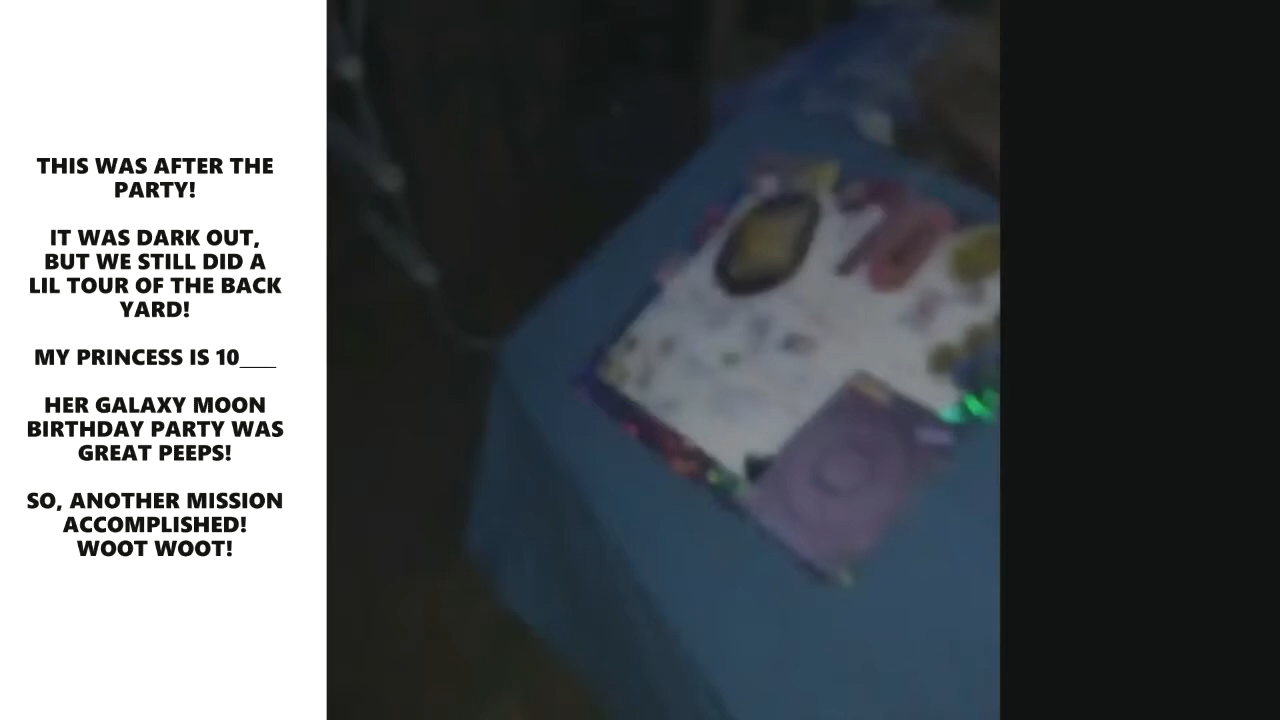 THIS WAS AFTER THE
PARTY!
IT WAS DARK OUT,
BUT WE STILL DID A
LIL TOUR OF THE BACK
YARD!
MY PRINCESS IS 10___
HER GALAXY MOON
BIRTHDAY PARTY WAS
GREAT PEEPS!
SO, ANOTHER MISSION
ACCOMPLISHED!
WOOT WOOT!